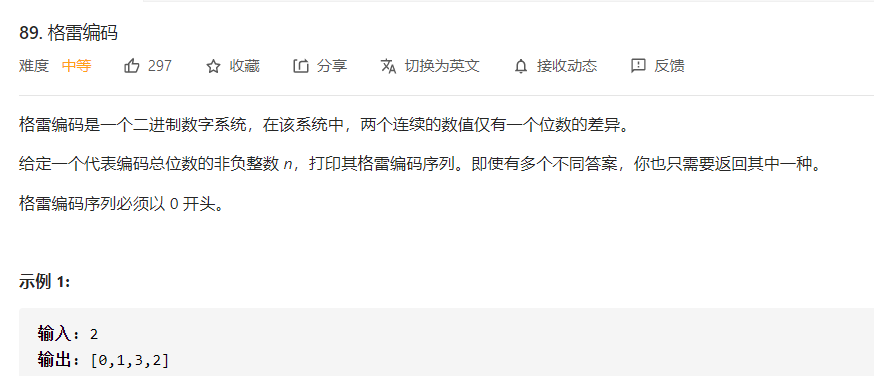 89. 格雷编码
难度 中等 297 收藏 分享 切换为英文 接收动态 反馈
格雷编码是一个二进制数字系统，在该系统中，两个连续的数值仅有一个位数的差异。
给定一个代表编码总位数的非负整数 n，打印其格雷编码序列。即使有多个不同答案，你也只需要返回其中一种。
格雷编码序列必须以 0 开头。
示例 1:
输入：2
输出：[0,1,3,2]